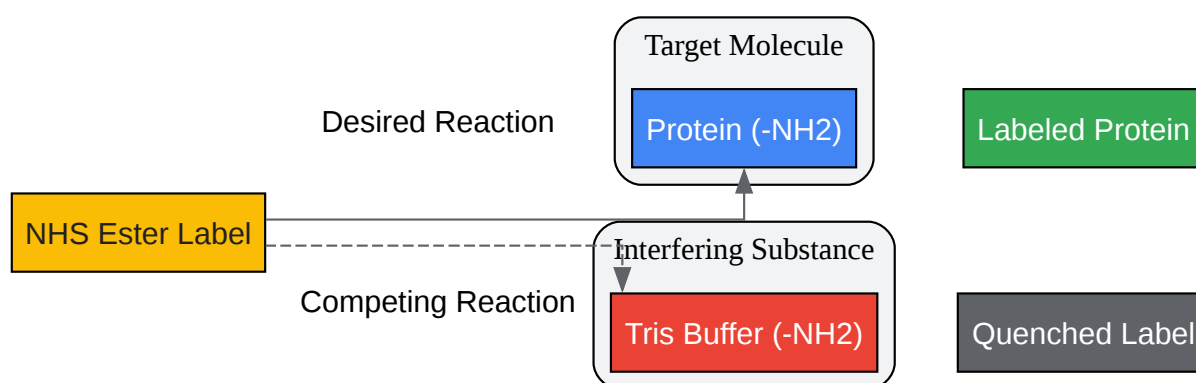 Target Molecule
Desired Reaction
Protein (-NH2)
Labeled Protein
NHS Ester Label
Interfering Substance
Competing Reaction
Tris Buffer (-NH2)
Quenched Label